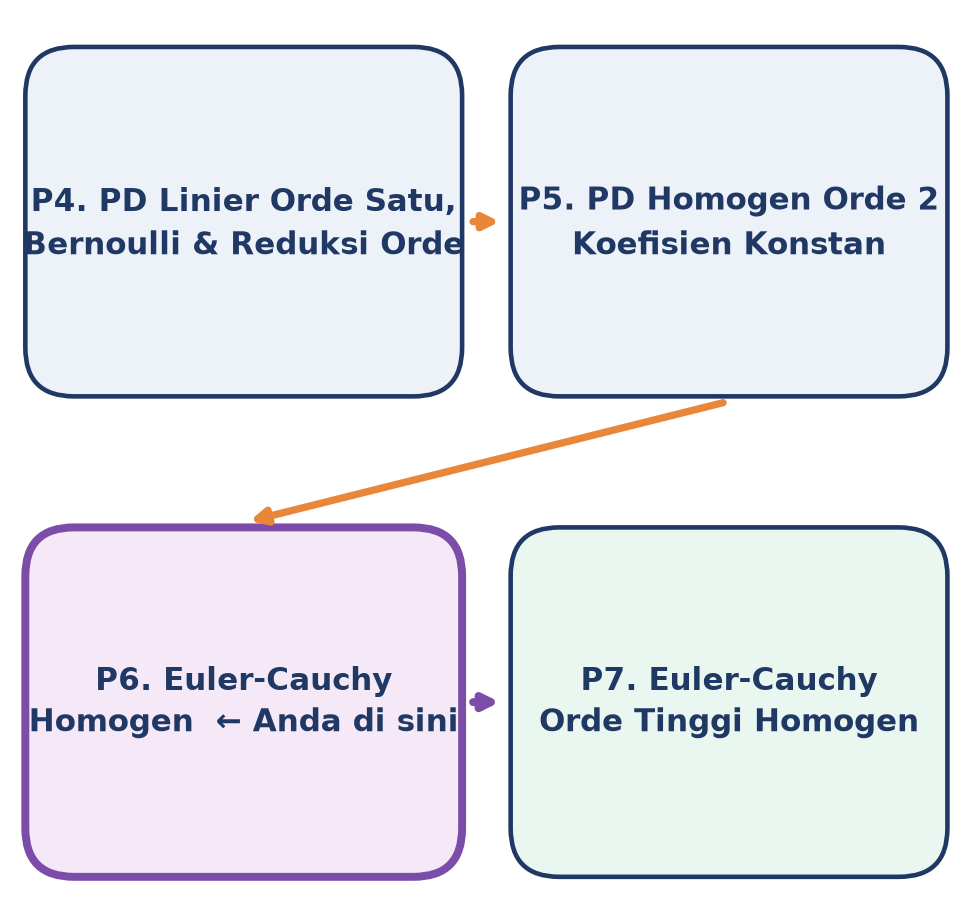 P4. PD Linier Orde Satu,
Bernoulli & Reduksi Orde
P5. PD Homogen Orde 2
Koefisien Konstan
P6. Euler-Cauchy
Homogen ← Anda di sini
P7. Euler-Cauchy
Orde Tinggi Homogen